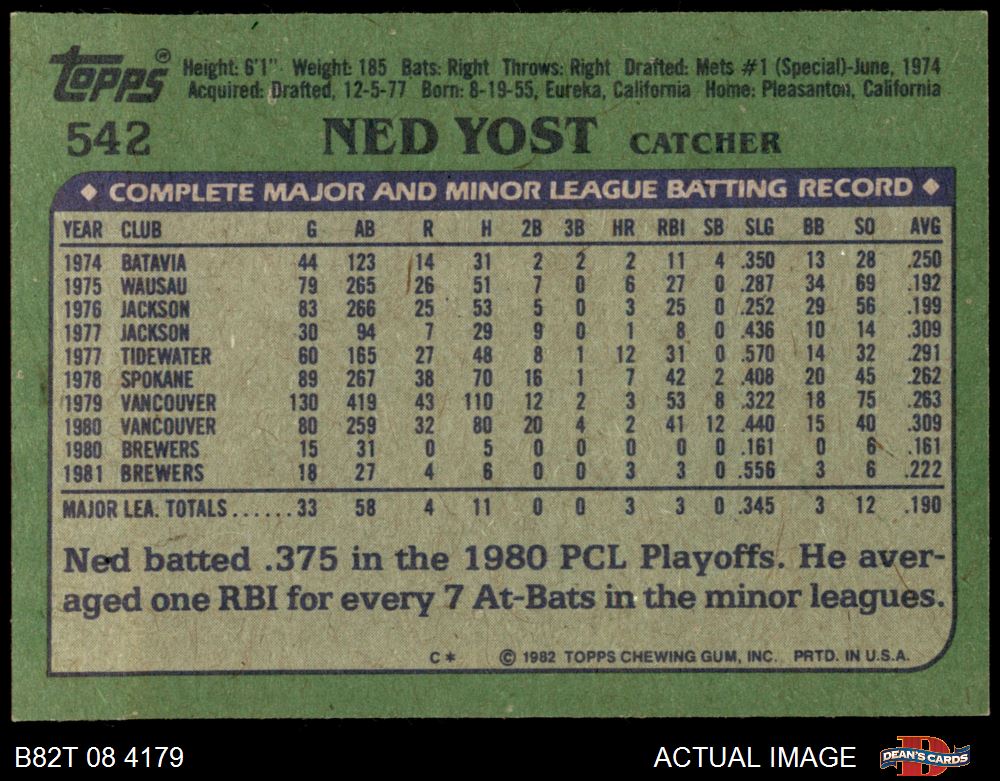 Topps® Height: 6'1" Weight: 185 Bats: Right Throws: Right Drafted: Mets #1 (Special)-June, 1974
Acquired: Drafted, 12-5-77 Born: 8-19-55, Eureka, California Home: Pleasanton, California
542 NED YOST CATCHER
◆ COMPLETE MAJOR AND MINOR LEAGUE BATTING RECORD ◆
YEAR CLUB G AB R H 2B 3B HR RBI SB SLG BB SO AVG
1974 BATAVIA 44 123 14 31 2 2 2 11 4 .350 13 28 .250
1975 WAUSAU 79 265 26 51 7 0 6 27 0 .287 34 69 .192
1976 JACKSON 83 266 25 53 5 0 3 25 0 .252 29 56 .199
1977 JACKSON 30 94 7 29 9 0 1 8 0 .436 10 14 .309
1977 TIDEWATER 60 165 27 48 8 1 12 31 0 .570 14 32 .291
1978 SPOKANE 89 267 38 70 16 1 7 42 2 .408 20 45 .262
1979 VANCOUVER 130 419 43 110 12 2 3 53 8 .322 18 75 .263
1980 VANCOUVER 80 259 32 80 20 4 2 41 12 .440 15 40 .309
1980 BREWERS 15 31 0 5 0 0 0 0 0 .161 0 6 .161
1981 BREWERS 18 27 4 6 0 0 3 3 0 .556 3 6 .222
MAJOR LEA. TOTALS......33 58 4 11 0 0 3 3 0 .345 3 12 .190
Ned batted .375 in the 1980 PCL Playoffs. He aver-
aged one RBI for every 7 At-Bats in the minor leagues.
C* © 1982 TOPPS CHEWING GUM, INC. PRTD. IN U.S.A.
B82T 08 4179 ACTUAL IMAGE DEAN'S CARDS